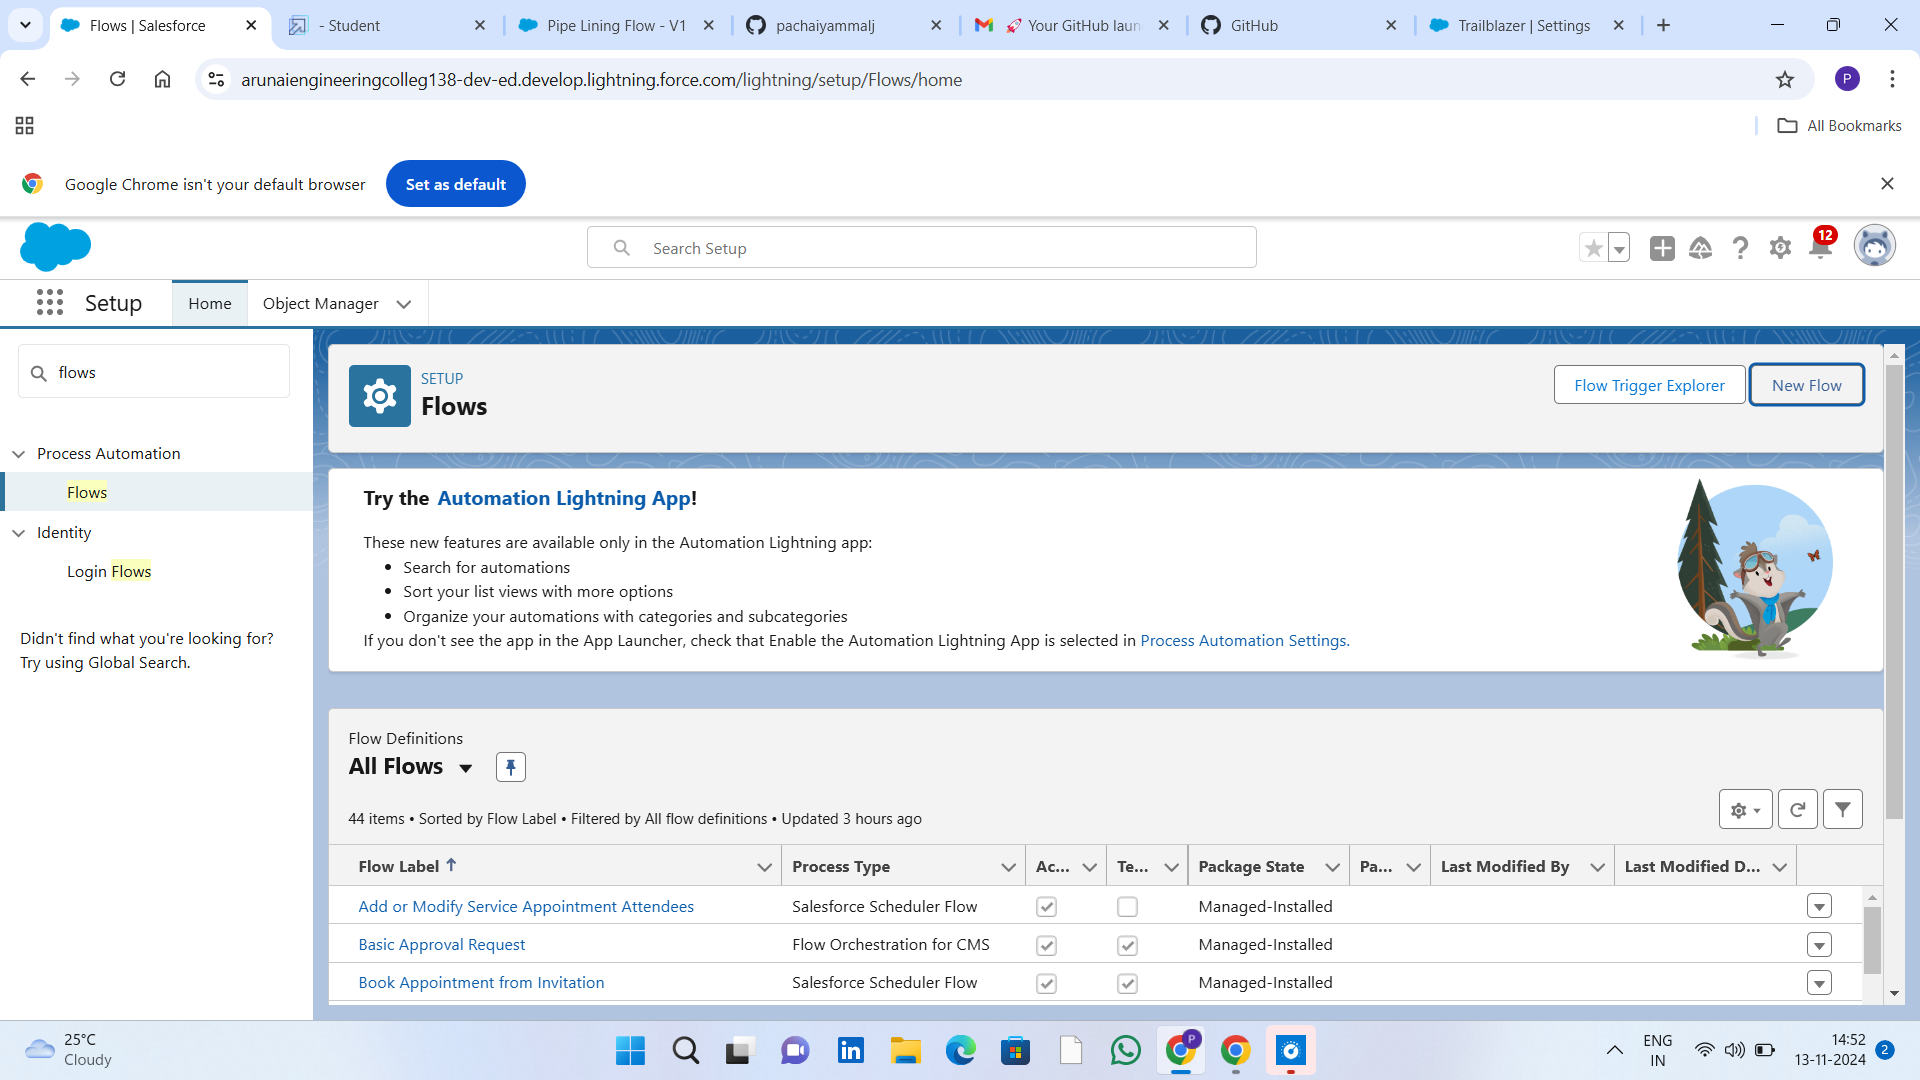 Flows | Salesforce
- Student
Pipe Lining Flow - V1
pachaiyammalj
🚀 Your GitHub laun
GitHub
Trailblazer | Settings
arunaiengineeringcolleg138-dev-ed.develop.lightning.force.com/lightning/setup/Flows/home
P
All Bookmarks
Google Chrome isn't your default browser
Set as default
Search Setup
12
Setup
Home
Object Manager
flows
Process Automation
Flows
Identity
Login Flows
Didn't find what you're looking for?
Try using Global Search.
SETUP
Flows
Flow Trigger Explorer
New Flow
Try the Automation Lightning App!
These new features are available only in the Automation Lightning app:
• Search for automations
• Sort your list views with more options
• Organize your automations with categories and subcategories
If you don't see the app in the App Launcher, check that Enable the Automation Lightning App is selected in Process Automation Settings.
Flow Definitions
All Flows
44 items • Sorted by Flow Label • Filtered by All flow definitions • Updated 3 hours ago
Flow Label ↑ Process Type Ac... Te... Package State Pa... Last Modified By Last Modified D...
Add or Modify Service Appointment Attendees Salesforce Scheduler Flow Managed-Installed
Basic Approval Request Flow Orchestration for CMS Managed-Installed
Book Appointment from Invitation Salesforce Scheduler Flow Managed-Installed
25°C
Cloudy
P
ENG
IN
14:52
13-11-2024
2